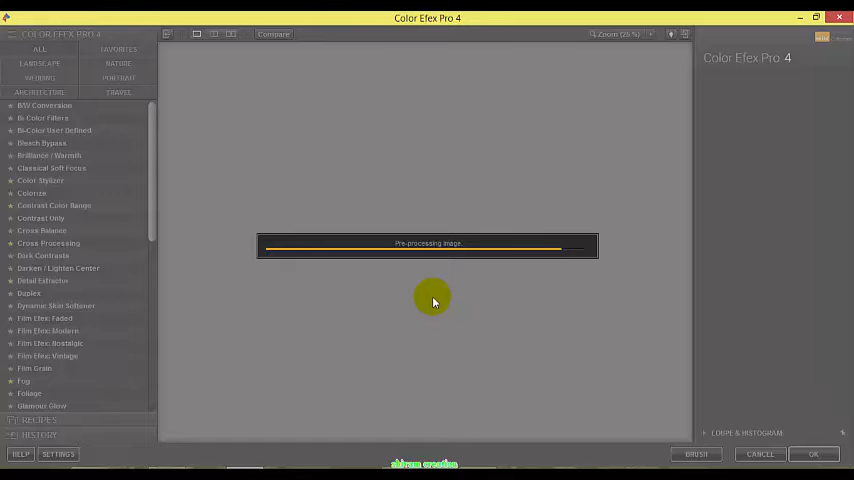 Color Efex Pro 4
COLOR EFEX PRO 4
Compare
Zoom (25 %)
ALL
FAVORITES
LANDSCAPE
NATURE
WEDDING
PORTRAIT
ARCHITECTURE
TRAVEL
B/W Conversion
Bi-Color Filters
Bi-Color User Defined
Bleach Bypass
Brilliance / Warmth
Classical Soft Focus
Color Stylizer
Colorize
Contrast Color Range
Contrast Only
Cross Balance
Cross Processing
Dark Contrasts
Darken / Lighten Center
Detail Extractor
Duplex
Dynamic Skin Softener
Film Efex: Faded
Film Efex: Modern
Film Efex: Nostalgic
Film Efex: Vintage
Film Grain
Fog
Foliage
Glamour Glow
RECIPES
HISTORY
HELP
SETTINGS
Pre-processing image.
Color Efex Pro 4
LOUPE & HISTOGRAM
BRUSH
CANCEL
OK
shivam creation